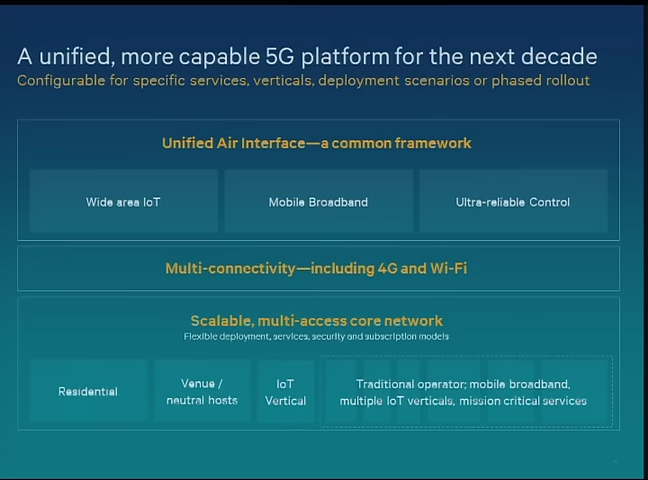 A unified, more capable 5G platform for the next decade
Configurable for specific services, verticals, deployment scenarios or phased rollout
Unified Air Interface—a common framework
Wide area IoT
Mobile Broadband
Ultra-reliable Control
Multi-connectivity—including 4G and Wi-Fi
Scalable, multi-access core network
Flexible deployment, services, security and subscription models
Residential
Venue /
neutral hosts
IoT
Vertical
Traditional operator; mobile broadband,
multiple IoT verticals, mission critical services